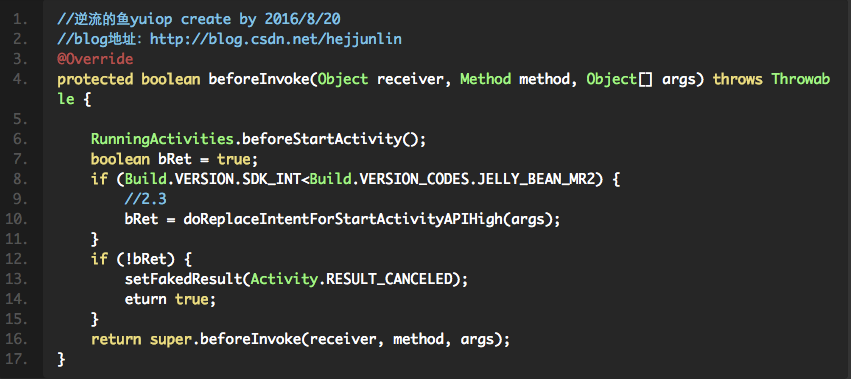 1. //逆流的鱼yuiop create by 2016/8/20
2. //blog地址: http://blog.csdn.net/hejjunlin
3. @Override
4. protected boolean beforeInvoke(Object receiver, Method method, Object[] args) throws Throwab
le {
5.
6. RunningActivities.beforeStartActivity();
7. boolean bRet = true;
8. if (Build.VERSION.SDK_INT<Build.VERSION_CODES.JELLY_BEAN_MR2) {
9. //2.3
10. bRet = doReplaceIntentForStartActivityAPIHigh(args);
11. }
12. if (!bRet) {
13. setFakedResult(Activity.RESULT_CANCELED);
14. eturn true;
15. }
16. return super.beforeInvoke(receiver, method, args);
17. }